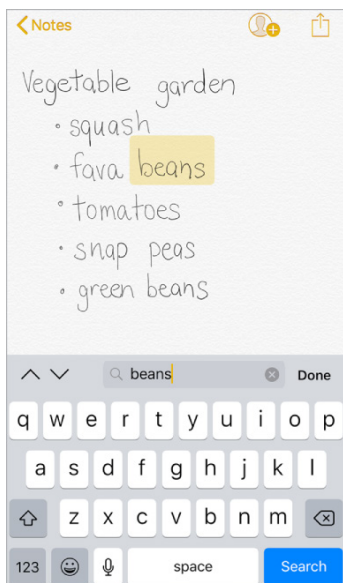 Notes
Vegetable garden
• squash
• fava beans
• tomatoes
• snap peas
• green beans
beans
Done
q w e r t y u i o p
a s d f g h j k l
z x c v b n m
123 space Search